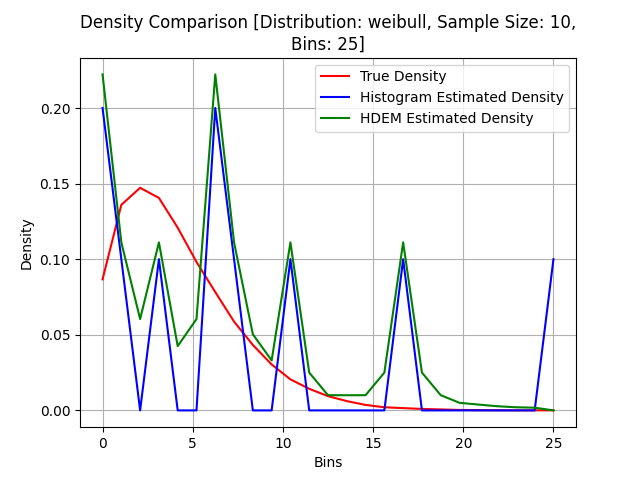 Density Comparison [Distribution: weibull, Sample Size: 10,
Bins: 25]
True Density
Histogram Estimated Density
HDEM Estimated Density
Density
0.20
0.15
0.10
0.05
0.00
0
5
10
15
20
25
Bins